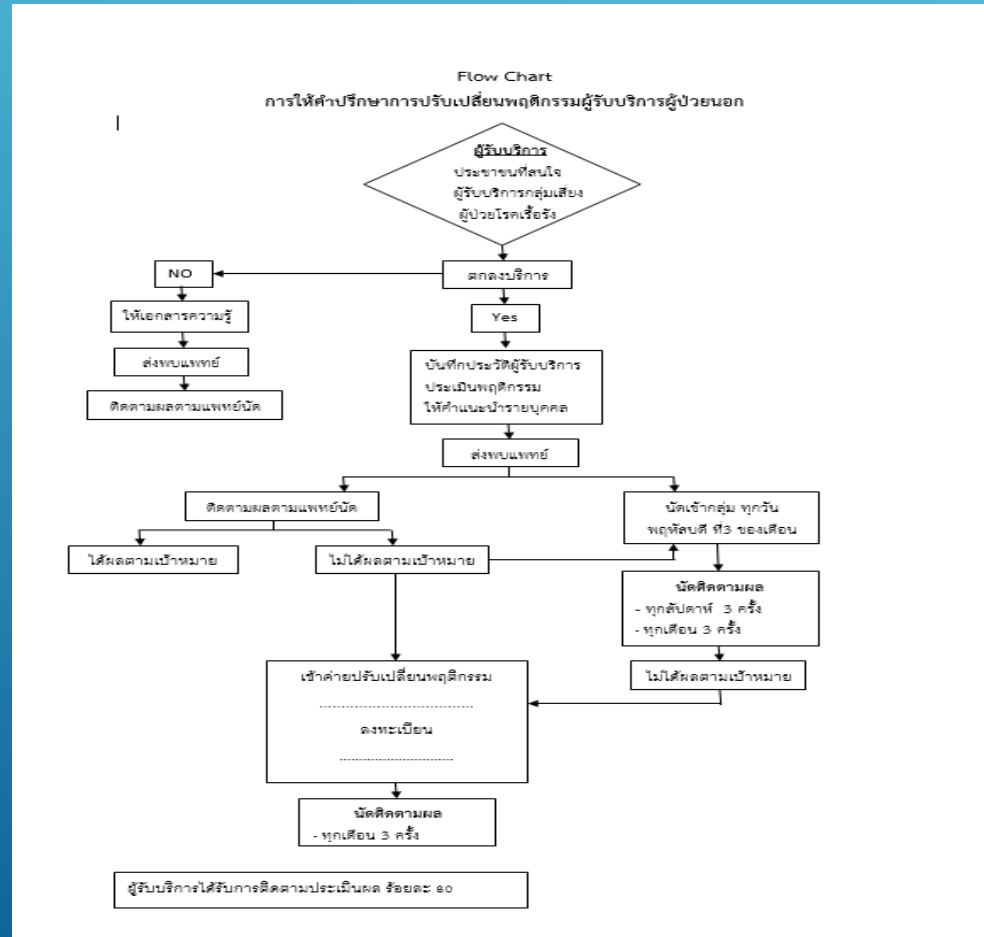 Flow Chart
การให้คำปรึกษาการปรับเปลี่ยนพฤติกรรมผู้รับบริการผู้ป่วยนอก
ผู้รับบริการ
ประชาชนที่สนใจ
ผู้รับบริการกลุ่มเสี่ยง
ผู้ป่วยโรคเรื้อรัง
NO
ตกลงบริการ
ให้เอกสารความรู้
Yes
ส่งพบแพทย์
ติดตามผลตามแพทย์นัด
บันทึกประวัติผู้รับบริการ
ประเมินพฤติกรรม
ให้คำแนะนำรายบุคคล
ส่งพบแพทย์
ติดตามผลตามแพทย์นัด
นัดเข้ากลุ่ม ทุกวัน
พฤหัสบดี ที่3 ของเดือน
ได้ผลตามเป้าหมาย
ไม่ได้ผลตามเป้าหมาย
นัดติดตามผล
- ทุกสัปดาห์ 3 ครั้ง
- ทุกเดือน 3 ครั้ง
ไม่ได้ผลตามเป้าหมาย
เข้าค่ายปรับเปลี่ยนพฤติกรรม
......................................
ลงทะเบียน
............................
นัดติดตามผล
- ทุกเดือน 3 ครั้ง
ผู้รับบริการได้รับการติดตามประเมินผล ร้อยละ ๘๐